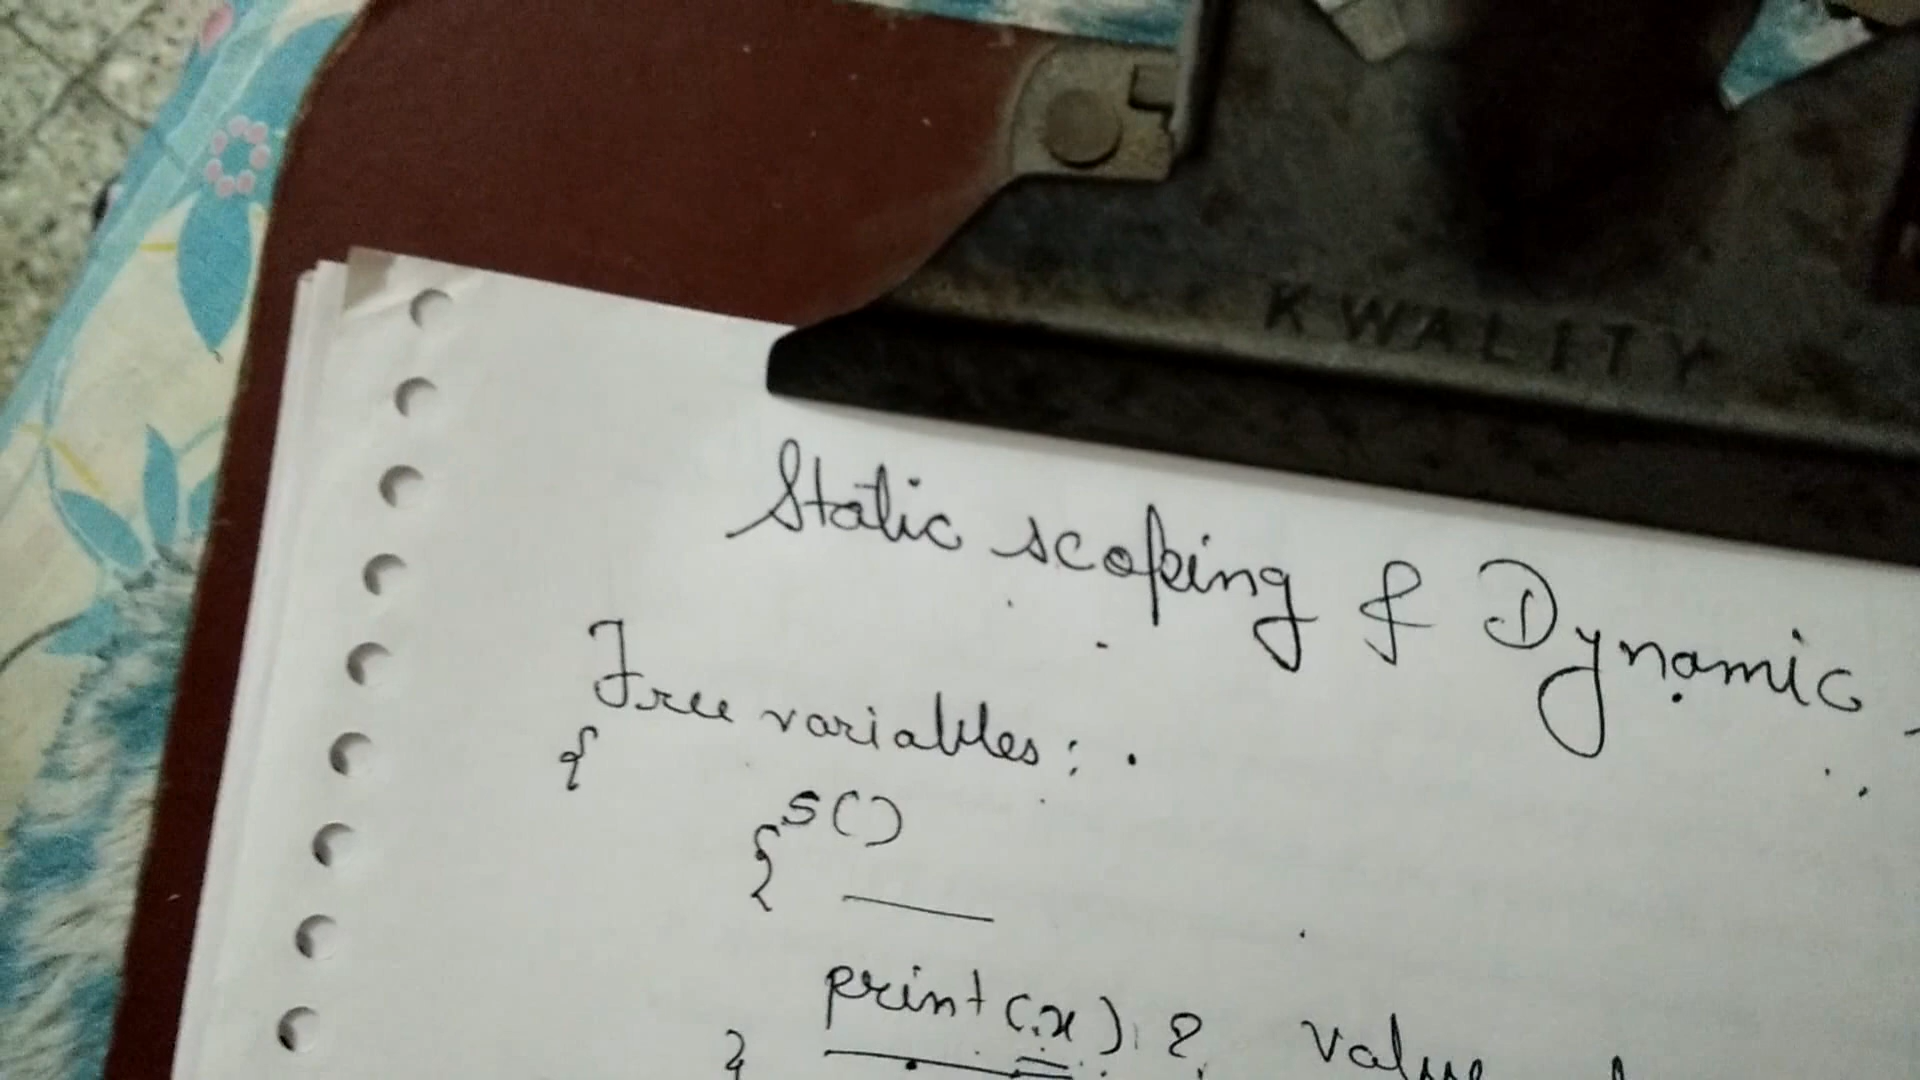 KWALITY
Static scoping & Dynamic
Free variables :
{
S()
{
print(x) ?
}